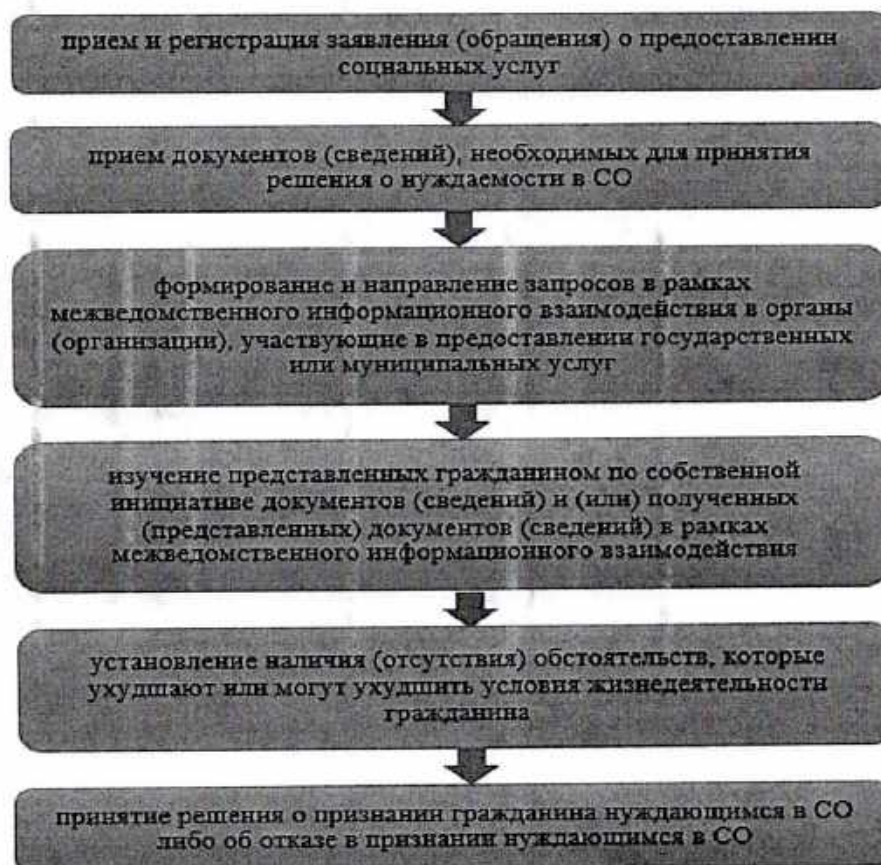 прием и регистрация заявления (обращения) о предоставлении
социальных услуг
прием документов (сведений), необходимых для принятия
решения о нуждаемости в СО
формирование и направление запросов в рамках
межведомственного информационного взаимодействия в органы
(организации), участвующие в предоставлении государственных
или муниципальных услуг
изучение представленных гражданином по собственной
инициативе документов (сведений) и (или) полученных
(представленных) документов (сведений) в рамках
межведомственного информационного взаимодействия
установление наличия (отсутствия) обстоятельств, которые
ухудшают или могут ухудшить условия жизнедеятельности
гражданина
принятие решения о признании гражданина нуждающимся в СО
либо об отказе в признании нуждающимся в СО